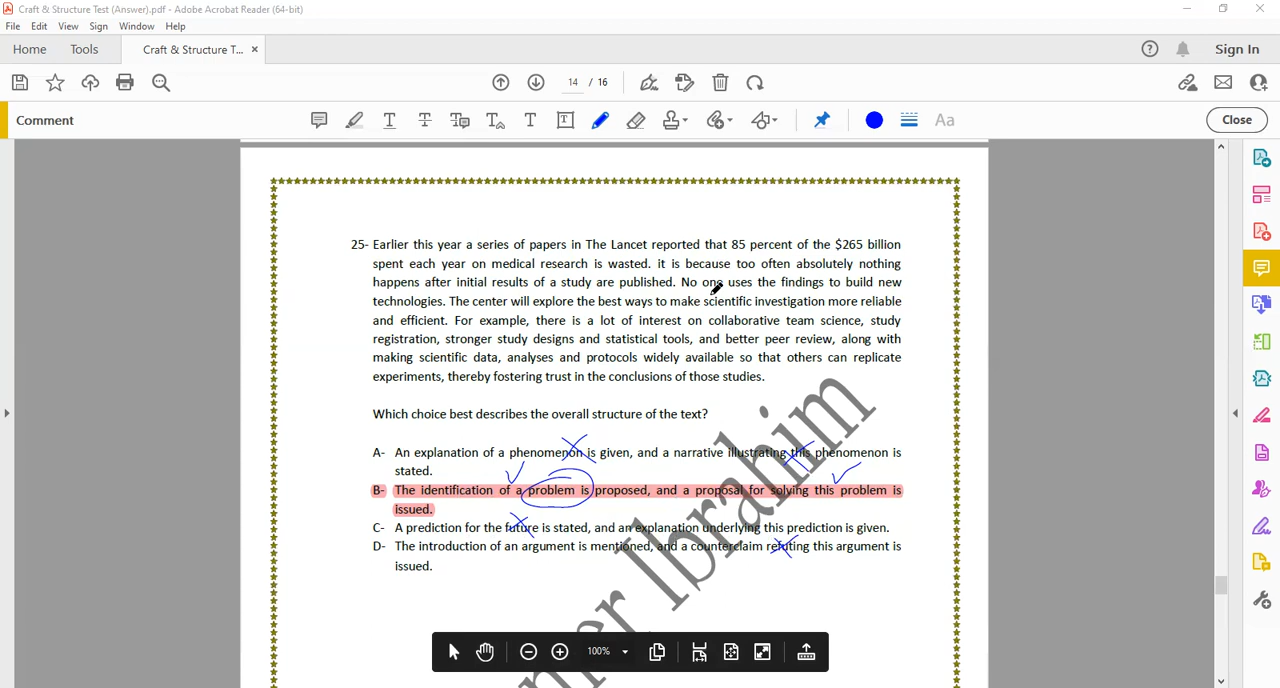 Craft & Structure Test (Answer).pdf - Adobe Acrobat Reader (64-bit)
File Edit View Sign Window Help
Home Tools Craft & Structure T... × Sign In
14 / 16
Comment Aa Close
25- Earlier this year a series of papers in The Lancet reported that 85 percent of the $265 billion
spent each year on medical research is wasted. it is because too often absolutely nothing
happens after initial results of a study are published. No one uses the findings to build new
technologies. The center will explore the best ways to make scientific investigation more reliable
and efficient. For example, there is a lot of interest on collaborative team science, study
registration, stronger study designs and statistical tools, and better peer review, along with
making scientific data, analyses and protocols widely available so that others can replicate
experiments, thereby fostering trust in the conclusions of those studies.
Which choice best describes the overall structure of the text?
A- An explanation of a phenomenon is given, and a narrative illustrating this phenomenon is
stated.
B- The identification of a problem is proposed, and a proposal for solving this problem is
issued.
C- A prediction for the future is stated, and an explanation underlying this prediction is given.
D- The introduction of an argument is mentioned, and a counterclaim refuting this argument is
issued.
mer Ibrahim
100%